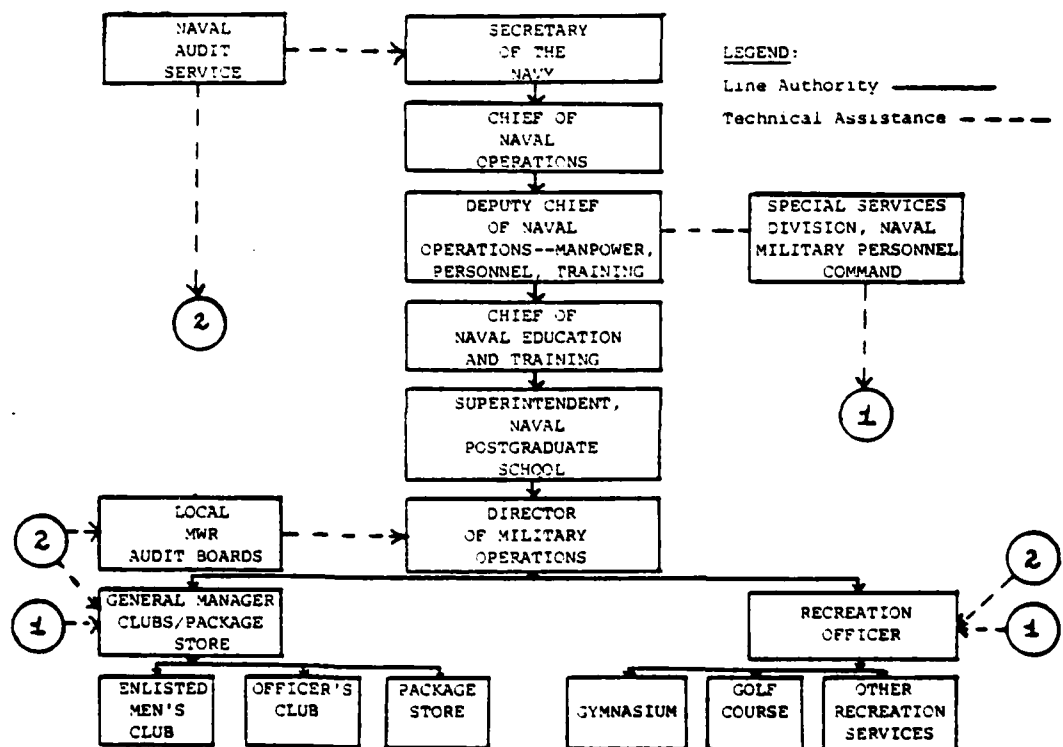 NAVAL
AUDIT
SERVICE
SECRETARY
OF THE
NAVY
LEGEND:
Line Authority
Technical Assistance
CHIEF OF
NAVAL
OPERATIONS
DEPUTY CHIEF
OF NAVAL
OPERATIONS--MANPOWER,
PERSONNEL, TRAINING
SPECIAL SERVICES
DIVISION, NAVAL
MILITARY PERSONNEL
COMMAND
2
CHIEF OF
NAVAL EDUCATION
AND TRAINING
1
SUPERINTENDENT,
NAVAL
POSTGRADUATE
SCHOOL
LOCAL
MWR
AUDIT BOARDS
DIRECTOR
OF MILITARY
OPERATIONS
2
2
1
GENERAL MANAGER
CLUBS/PACKAGE
STORE
RECREATION
OFFICER
1
ENLISTED
MEN'S
CLUB
OFFICER'S
CLUB
PACKAGE
STORE
GYMNASIUM
GOLF
COURSE
OTHER
RECREATION
SERVICES